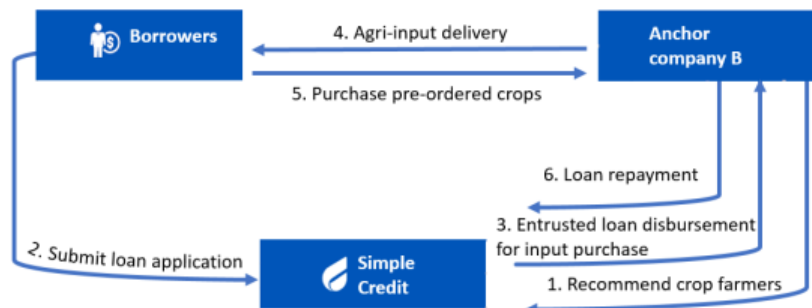 Borrowers
4. Agri-input delivery
Anchor
company B
5. Purchase pre-ordered crops
6. Loan repayment
2. Submit loan application
Simple
Credit
3. Entrusted loan disbursement
for input purchase
1. Recommend crop farmers